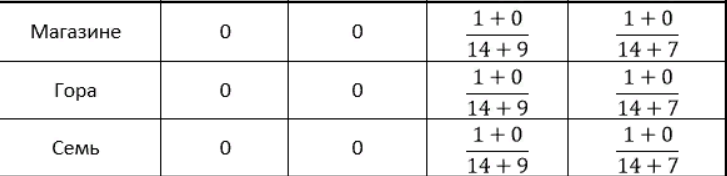 Магазине 0 0 (1 + 0)/(14 + 9) (1 + 0)/(14 + 7)
Гора 0 0 (1 + 0)/(14 + 9) (1 + 0)/(14 + 7)
Семь 0 0 (1 + 0)/(14 + 9) (1 + 0)/(14 + 7)